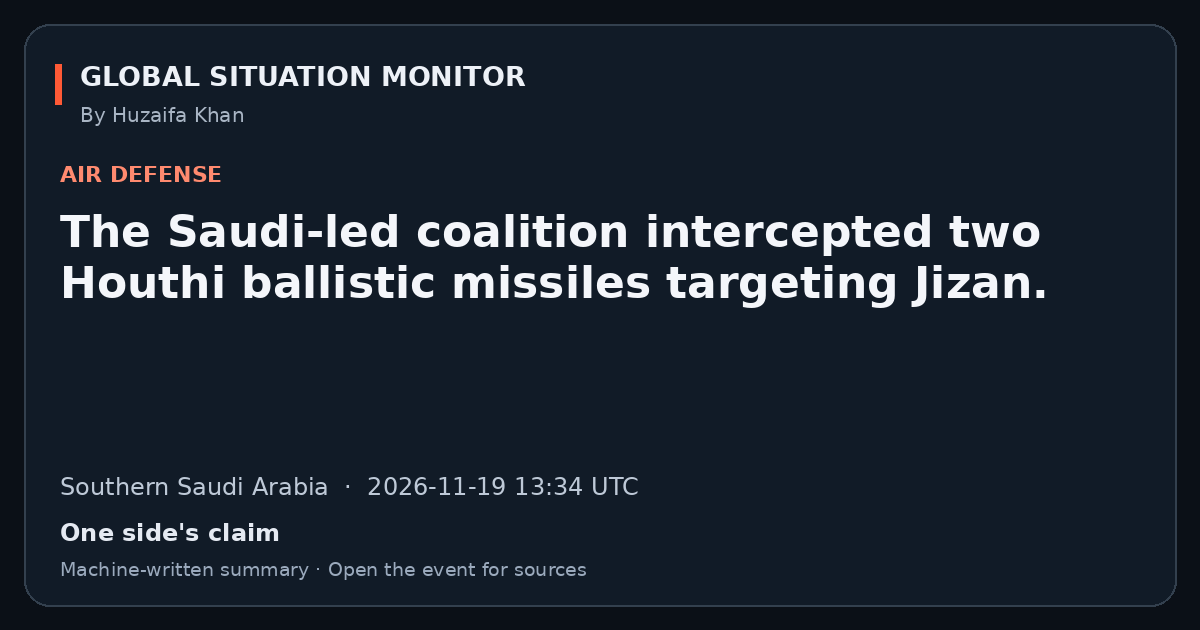 GLOBAL SITUATION MONITOR
By Huzaifa Khan
AIR DEFENSE
The Saudi-led coalition intercepted two
Houthi ballistic missiles targeting Jizan.
Southern Saudi Arabia · 2026-11-19 13:34 UTC
One side's claim
Machine-written summary · Open the event for sources